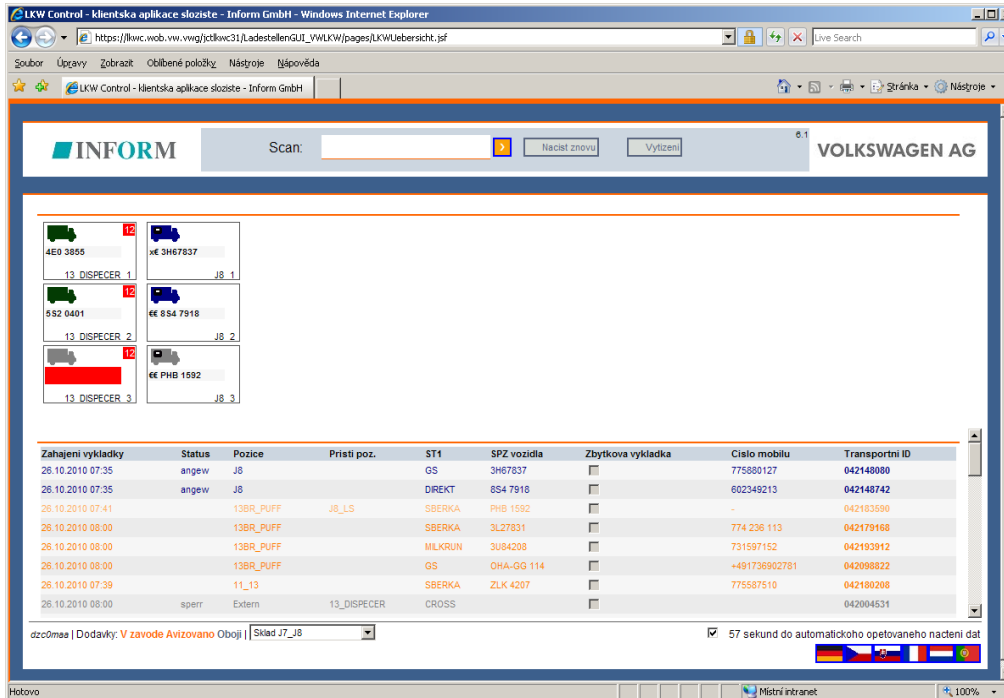 LKW Control - klientska aplikace sloziste - Inform GmbH - Windows Internet Explorer
https://lkwc.wob.vw.vwg/jctlkwc31/LadestellenGUI_VWLKW/pages/LKWUebersicht.jsf
Live Search
Soubor Úpravy Zobrazit Oblíbené položky Nástroje Nápověda
LKW Control - klientska aplikace sloziste - Inform GmbH
Stránka Nástroje
INFORM Scan: Nacist znovu Vytizeni 6.1 VOLKSWAGEN AG
12
4E0 3855 x€ 3H67837
13_DISPECER_1 J8_1
12
5S2 0401 €€ 8S4 7918
13_DISPECER_2 J8_2
12
€€ PHB 1592
13_DISPECER_3 J8_3
Zahajeni vykladky Status Pozice Pristi poz. ST1 SPZ vozidla Zbytkova vykladka Cislo mobilu Transportni ID
26.10.2010 07:35 angew J8 GS 3H67837 775880127 042148080
26.10.2010 07:35 angew J8 DIREKT 8S4 7918 602349213 042148742
26.10.2010 07:41 13BR_PUFF J8_LS SBERKA PHB 1592 - 042183590
26.10.2010 08:00 13BR_PUFF SBERKA 3L27831 774 236 113 042179168
26.10.2010 08:00 13BR_PUFF MILKRUN 3U84208 731597152 042193912
26.10.2010 08:00 13BR_PUFF GS OHA-GG 114 +491736902781 042098822
26.10.2010 07:39 11_13 SBERKA ZLK 4207 775587510 042180208
26.10.2010 08:00 sperr Extern 13_DISPECER CROSS 042004531
dzc0maa | Dodavky: V zavode Avizovano Oboji | Sklad J7_J8 57 sekund do automatickoho opetovaneho nacteni dat
Hotovo Místní intranet 100%